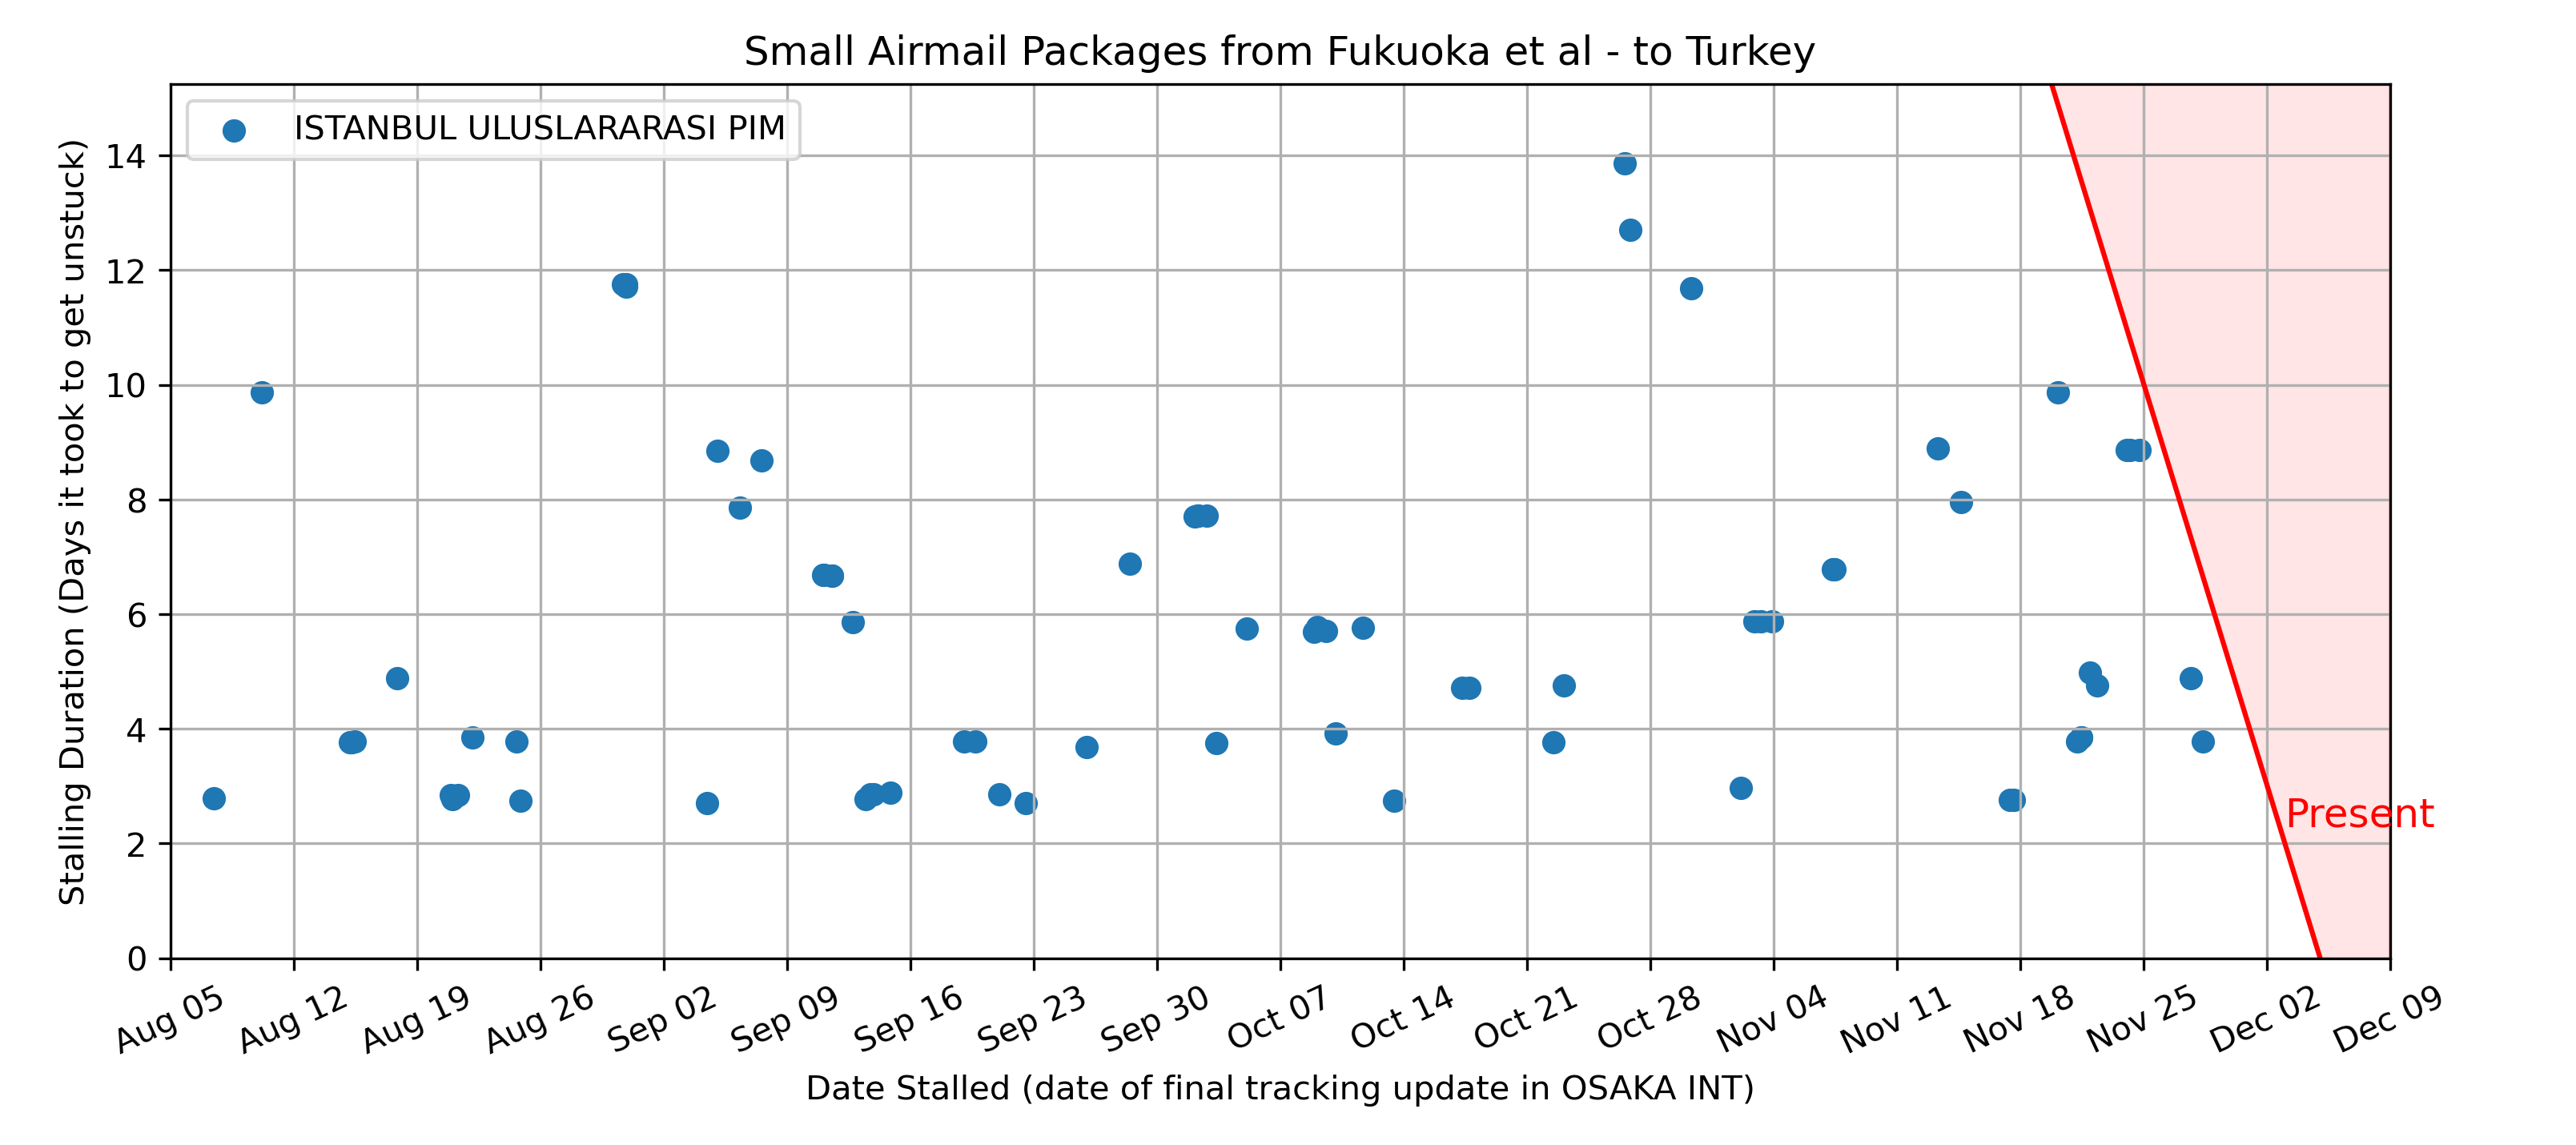 Small Airmail Packages from Fukuoka et al - to Turkey
ISTANBUL ULUSLARARASI PIM
Stalling Duration (Days it took to get unstuck)
14
12
10
8
6
4
2
0
Present
Aug 05
Aug 12
Aug 19
Aug 26
Sep 02
Sep 09
Sep 16
Sep 23
Sep 30
Oct 07
Oct 14
Oct 21
Oct 28
Nov 04
Nov 11
Nov 18
Nov 25
Dec 02
Dec 09
Date Stalled (date of final tracking update in OSAKA INT)